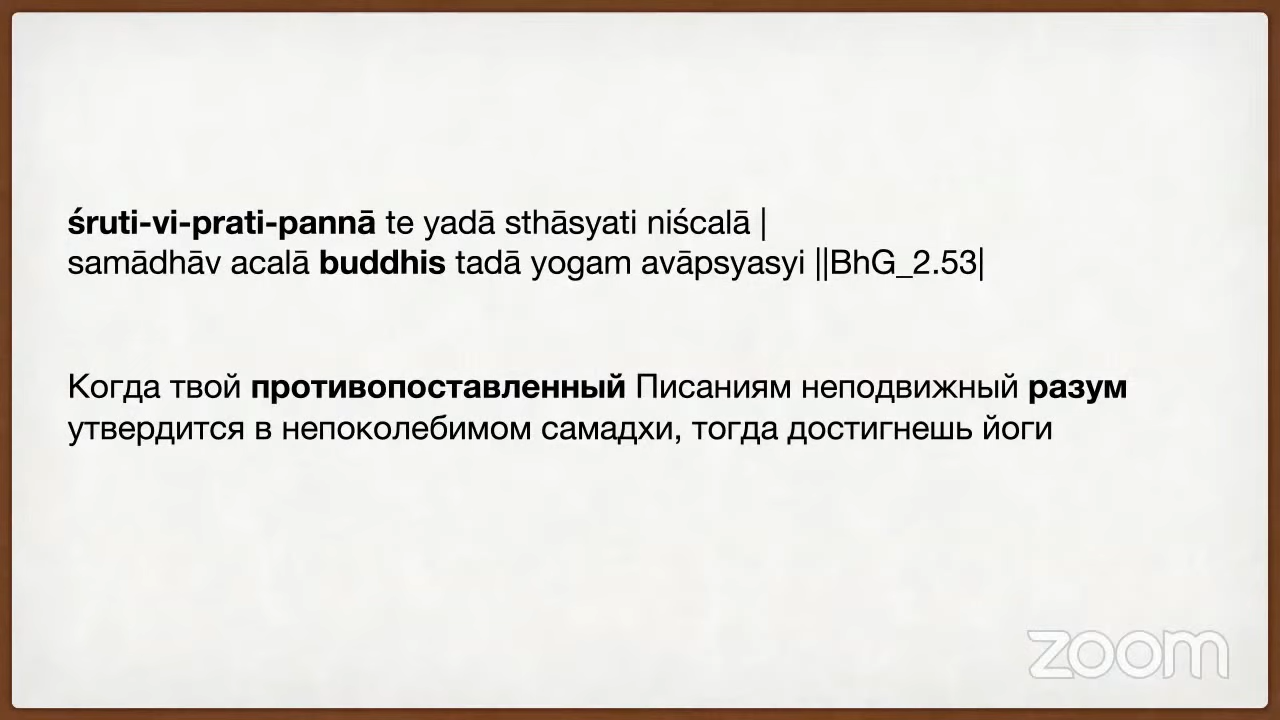 śruti-vi-prati-pannā te yadā sthāsyati niścalā |
samādhāv acalā buddhis tadā yogam avāpsyasyi ||BhG_2.53|
Когда твой противопоставленный Писаниям неподвижный разум
утвердится в непоколебимом самадхи, тогда достигнешь йоги
zoom